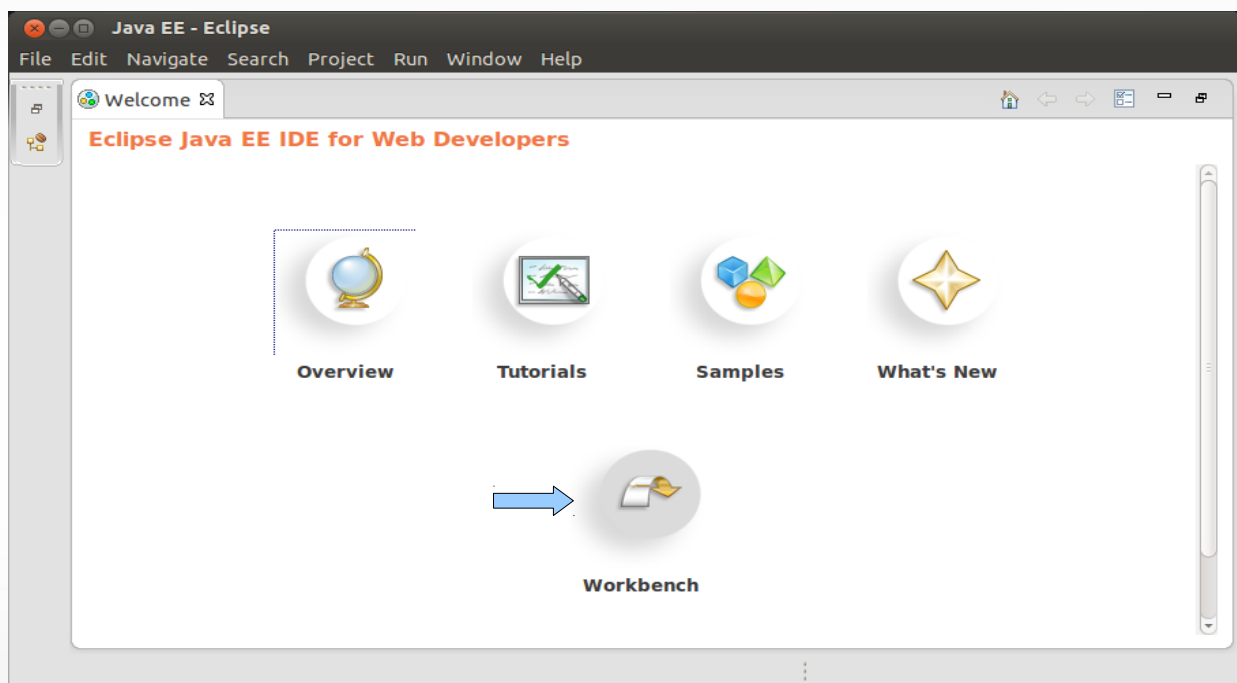 Java EE - Eclipse
File Edit Navigate Search Project Run Window Help
Welcome
Eclipse Java EE IDE for Web Developers
Overview Tutorials Samples What's New
Workbench